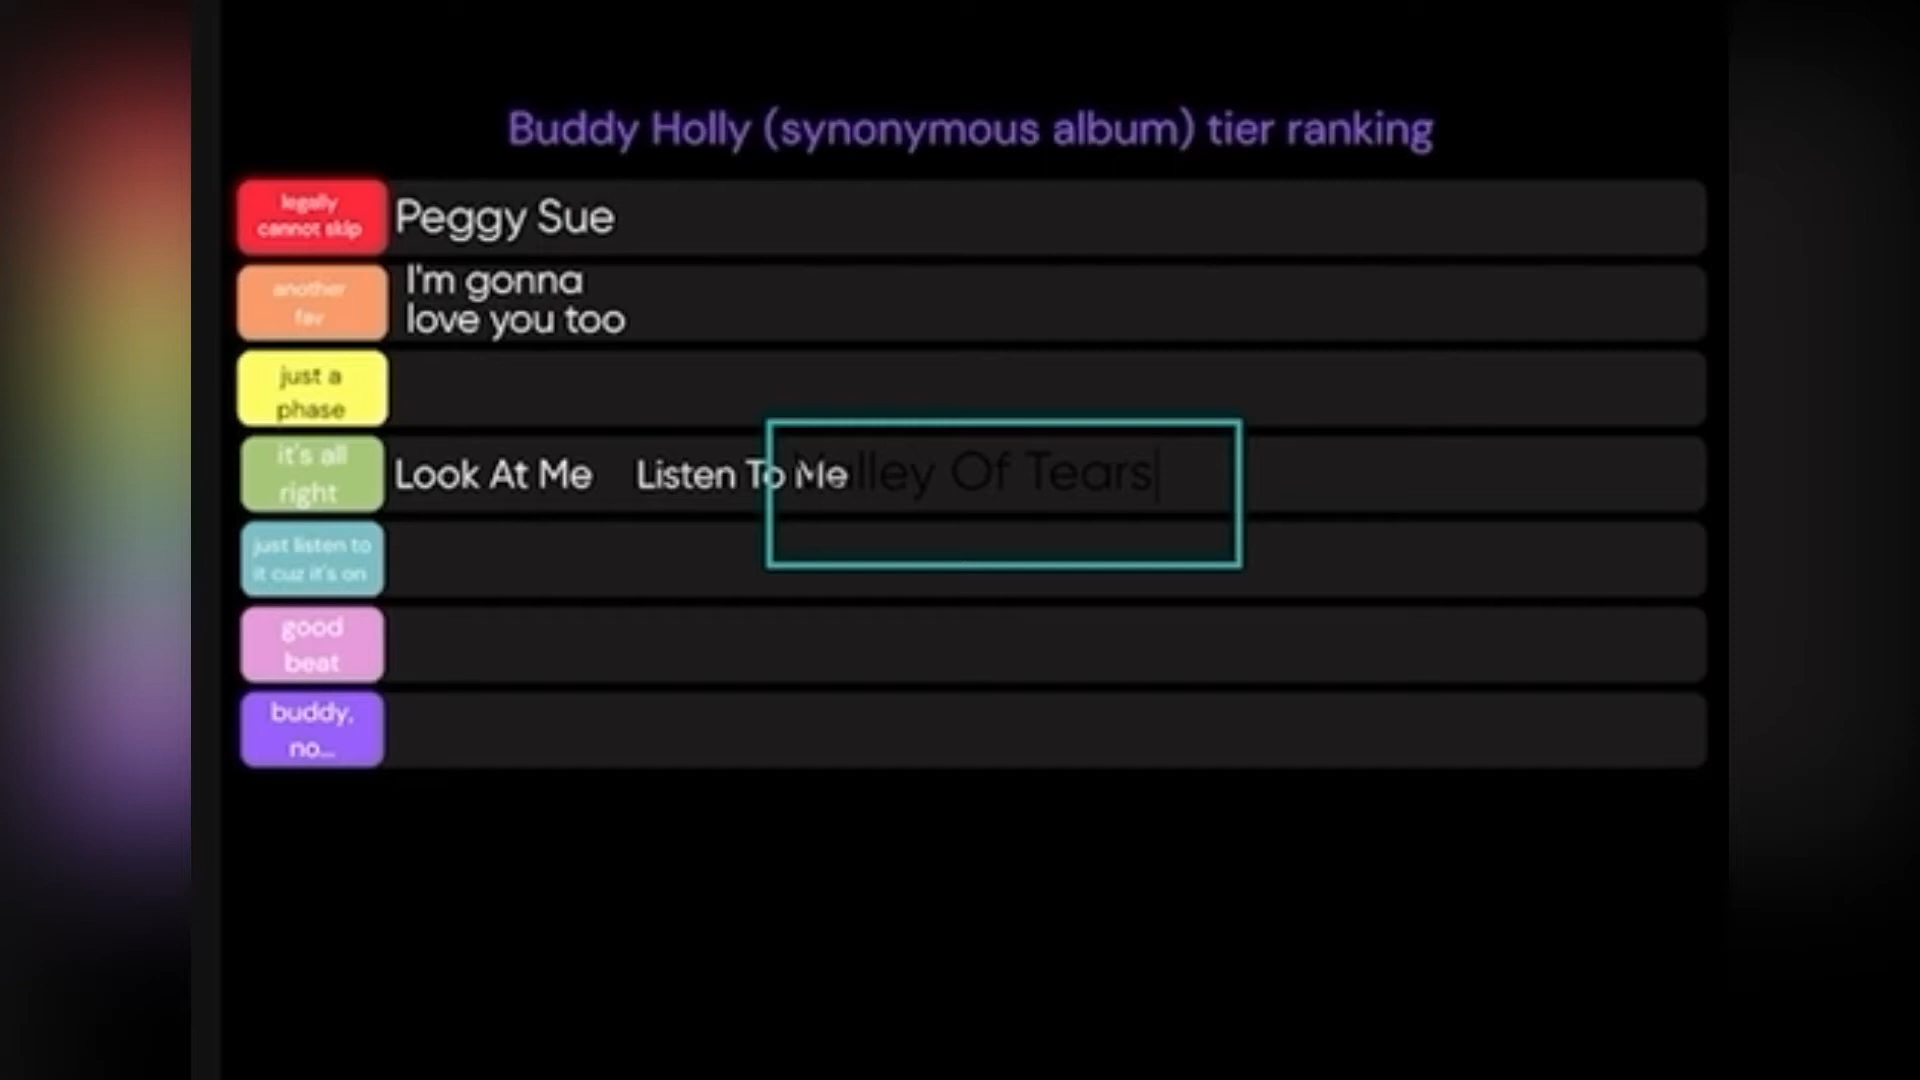 Buddy Holly (synonymous album) tier ranking
legally
cannot skip
Peggy Sue
another
fav
I'm gonna
love you too
just a
phase
it's all
right
Look At Me
Listen To Me
Valley Of Tears
just listen to
it cuz it's on
good
beat
buddy,
no...